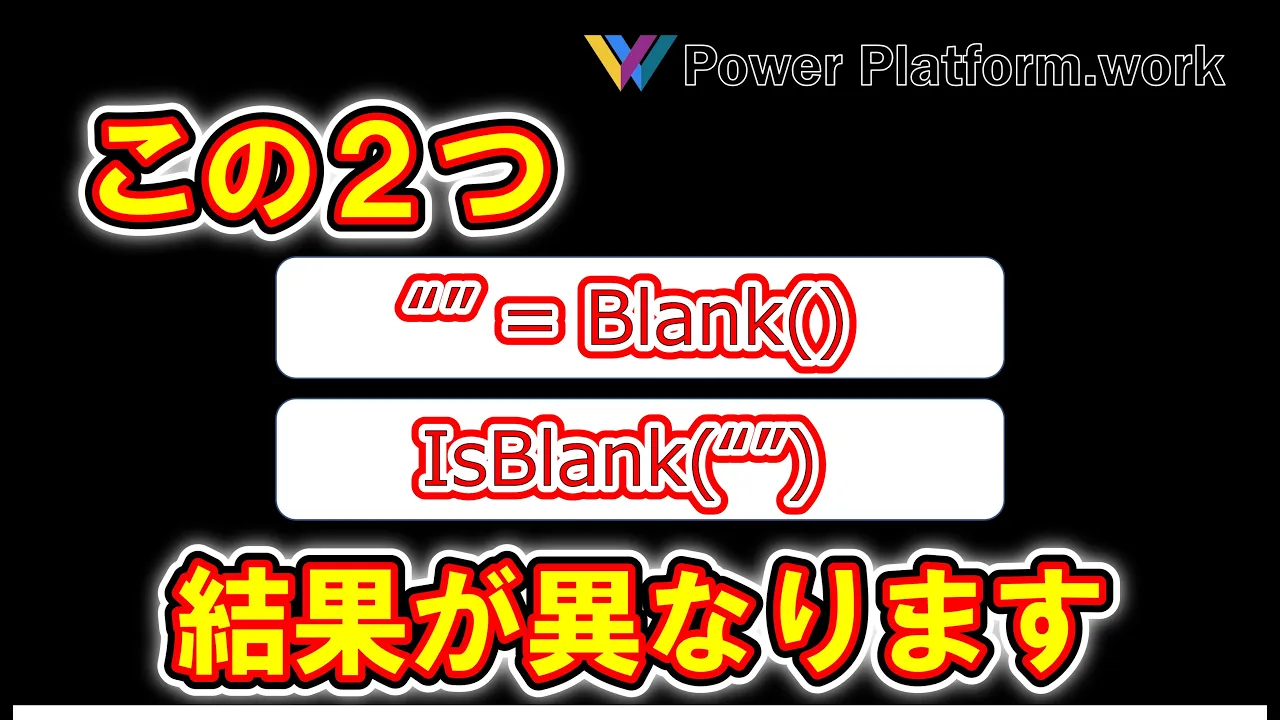 Power Platform.work
この２つ
"" = Blank()
IsBlank("")
結果が異なります